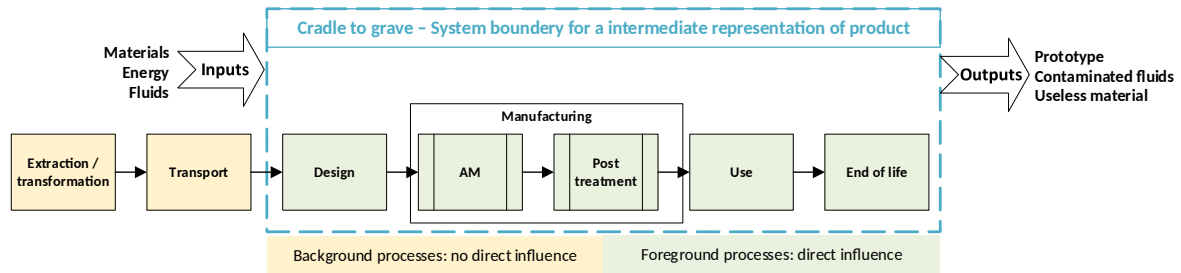 Cradle to grave – System boundery for a intermediate representation of product
Materials
Energy
Fluids
Inputs
Outputs
Prototype
Contaminated fluids
Useless material
Manufacturing
Extraction /
transformation
Transport
Design
AM
Post
treatment
Use
End of life
Background processes: no direct influence
Foreground processes: direct influence